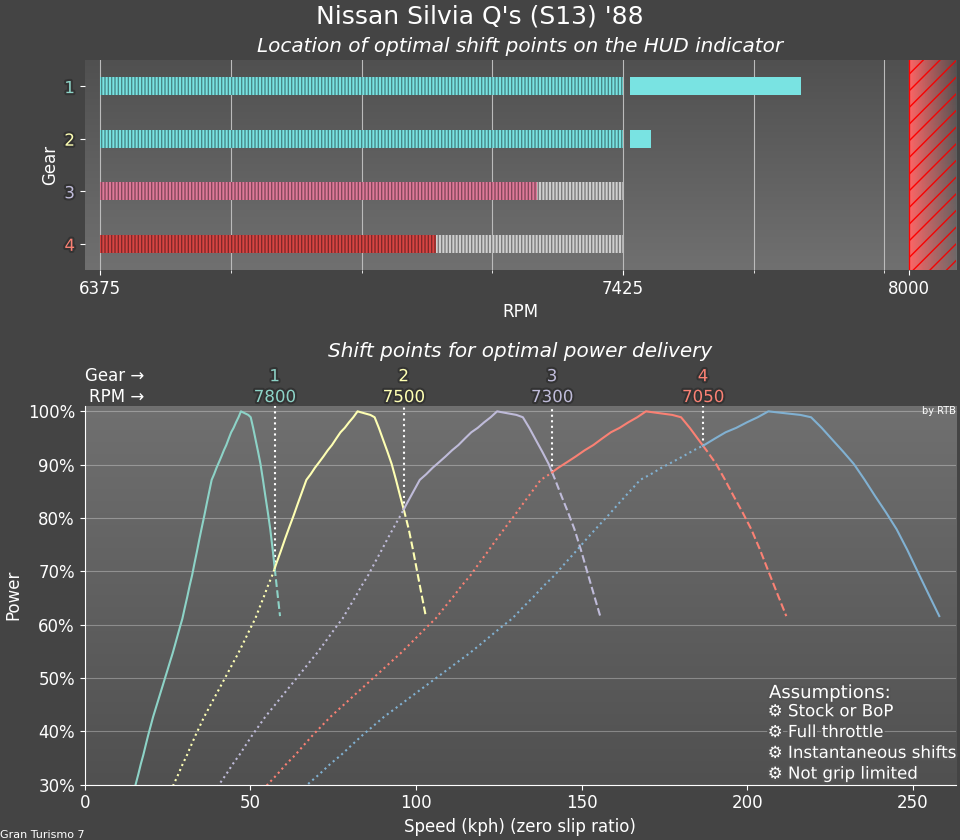 Nissan Silvia Q's (S13) '88
Location of optimal shift points on the HUD indicator
Gear
1
2
3
4
6375 7425 8000
RPM
Shift points for optimal power delivery
Gear → 1 2 3 4
RPM → 7800 7500 7300 7050
by RTB
Power
100%
90%
80%
70%
60%
50%
40%
30%
Assumptions:
⚙ Stock or BoP
⚙ Full throttle
⚙ Instantaneous shifts
⚙ Not grip limited
0 50 100 150 200 250
Speed (kph) (zero slip ratio)
Gran Turismo 7